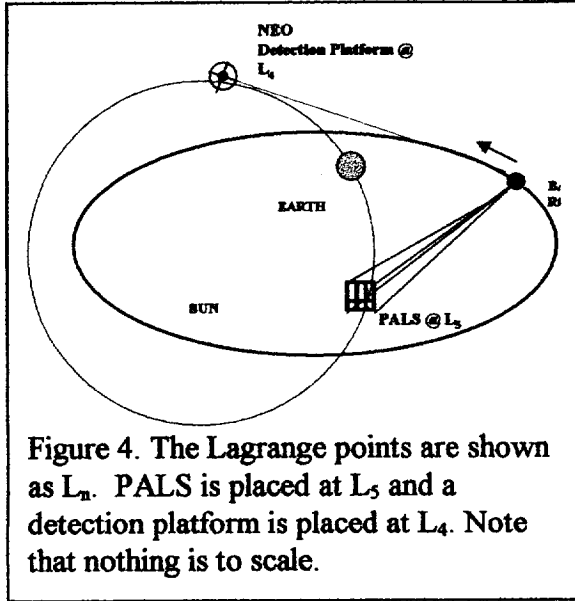 NEO
Detection Platform @
L₄
EARTH
SUN
PALS @ L₅
Figure 4. The Lagrange points are shown
as Lₙ. PALS is placed at L₅ and a
detection platform is placed at L₄. Note
that nothing is to scale.